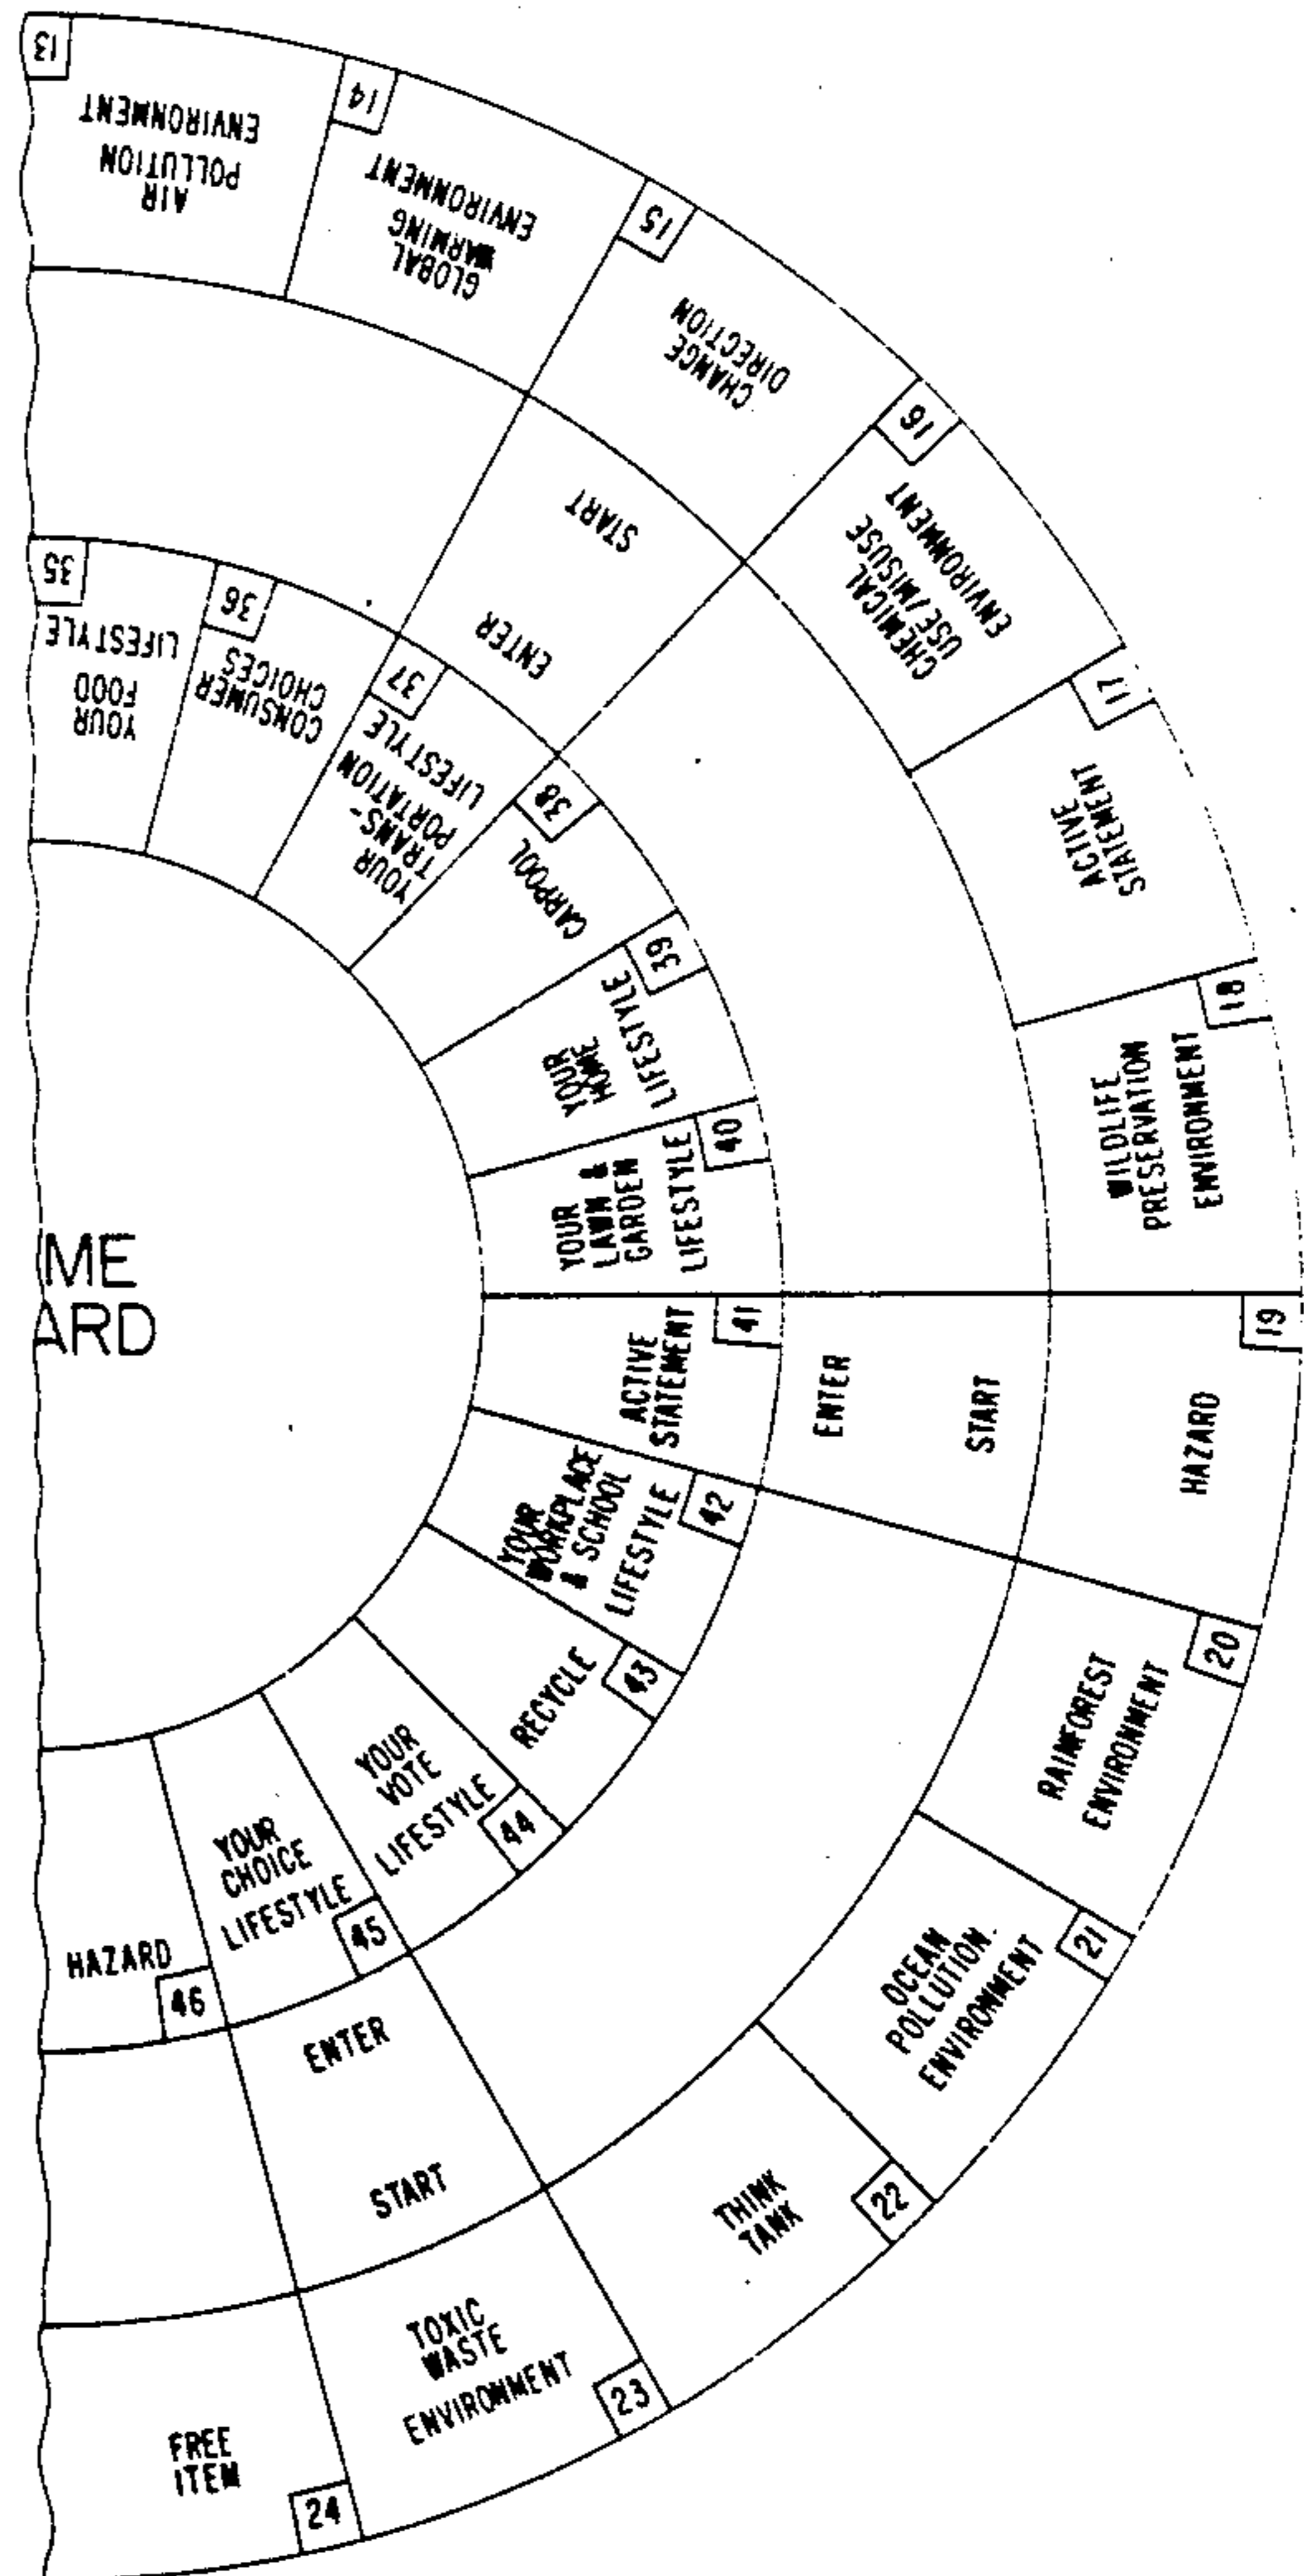 13
AIR
POLLUTION
ENVIRONMENT
14
GLOBAL
WARMING
ENVIRONMENT
15
CHANGE
DIRECTION
16
CHEMICAL
USE/MISUSE
ENVIRONMENT
17
ACTIVE
STATEMENT
18
WILDLIFE
PRESERVATION
ENVIRONMENT
19
HAZARD
20
RAINFOREST
ENVIRONMENT
21
OCEAN
POLLUTION.
ENVIRONMENT
22
THINK
TANK
23
TOXIC
WASTE
ENVIRONMENT
24
FREE
ITEM
START
ENTER
ENTER
START
ENTER
START
35
YOUR
FOOD
LIFESTYLE
36
CONSUMER
CHOICES
37
YOUR
TRANS-
PORTATION
LIFESTYLE
38
CARPOOL
39
YOUR
HOME
LIFESTYLE
40
YOUR
LAWN &
GARDEN
LIFESTYLE
41
ACTIVE
STATEMENT
42
YOUR
WORKPLACE
& SCHOOL
LIFESTYLE
43
RECYCLE
44
YOUR
VOTE
LIFESTYLE
45
YOUR
CHOICE
LIFESTYLE
46
HAZARD
ME
ARD